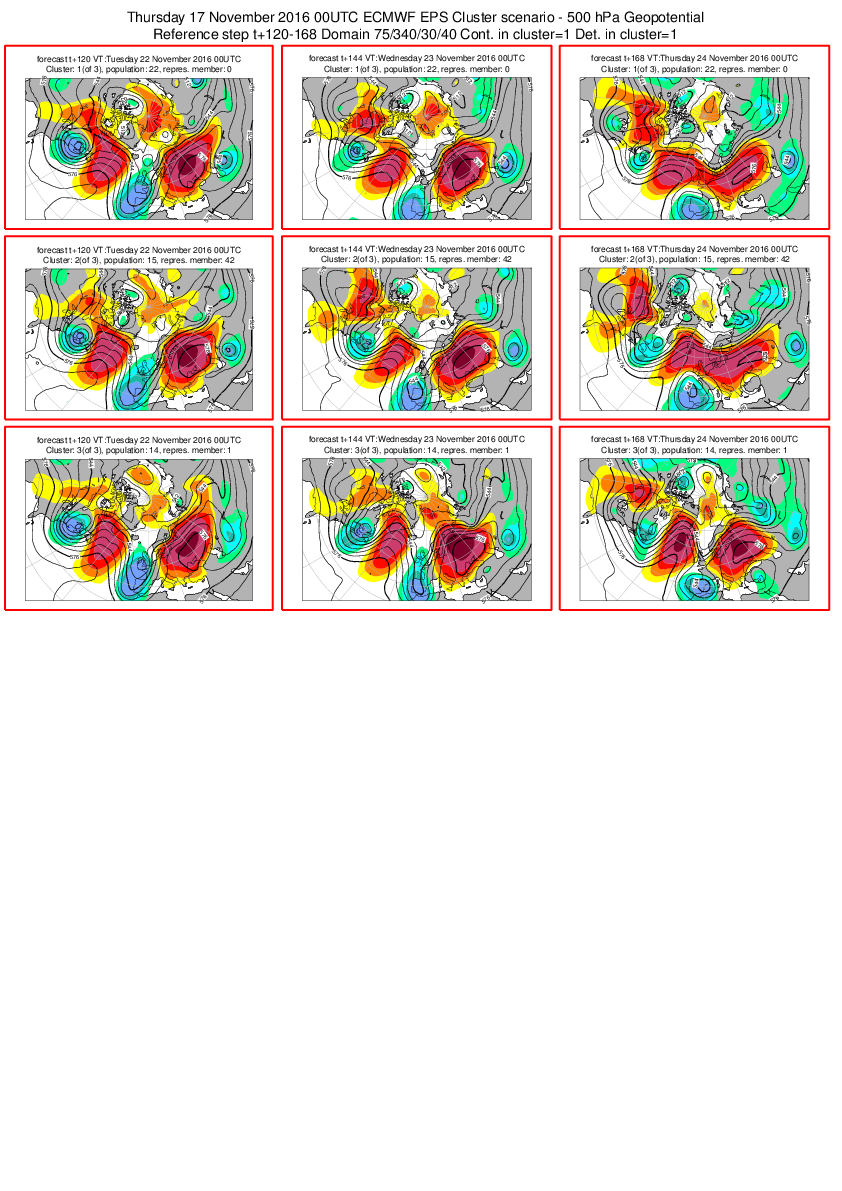 Thursday 17 November 2016 00UTC ECMWF EPS Cluster scenario - 500 hPa Geopotential
Reference step t+120-168 Domain 75/340/30/40 Cont. in cluster=1 Det. in cluster=1
forecast t+120 VT:Tuesday 22 November 2016 00UTC
Cluster: 1(of 3), population: 22, repres. member: 0
forecast t+144 VT:Wednesday 23 November 2016 00UTC
Cluster: 1(of 3), population: 22, repres. member: 0
forecast t+168 VT:Thursday 24 November 2016 00UTC
Cluster: 1(of 3), population: 22, repres. member: 0
forecast t+120 VT:Tuesday 22 November 2016 00UTC
Cluster: 2(of 3), population: 15, repres. member: 42
forecast t+144 VT:Wednesday 23 November 2016 00UTC
Cluster: 2(of 3), population: 15, repres. member: 42
forecast t+168 VT:Thursday 24 November 2016 00UTC
Cluster: 2(of 3), population: 15, repres. member: 42
forecast t+120 VT:Tuesday 22 November 2016 00UTC
Cluster: 3(of 3), population: 14, repres. member: 1
forecast t+144 VT:Wednesday 23 November 2016 00UTC
Cluster: 3(of 3), population: 14, repres. member: 1
forecast t+168 VT:Thursday 24 November 2016 00UTC
Cluster: 3(of 3), population: 14, repres. member: 1